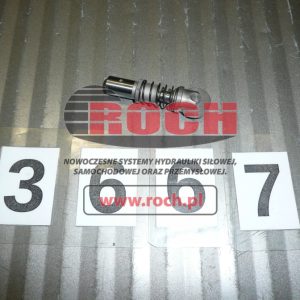 ROCH
NOWOCZESNE SYSTEMY HYDRAULIKI SIŁOWEJ,
SAMOCHODOWEJ ORAZ PRZEMYSŁOWEJ.
3 6 6 7
www.roch.pl